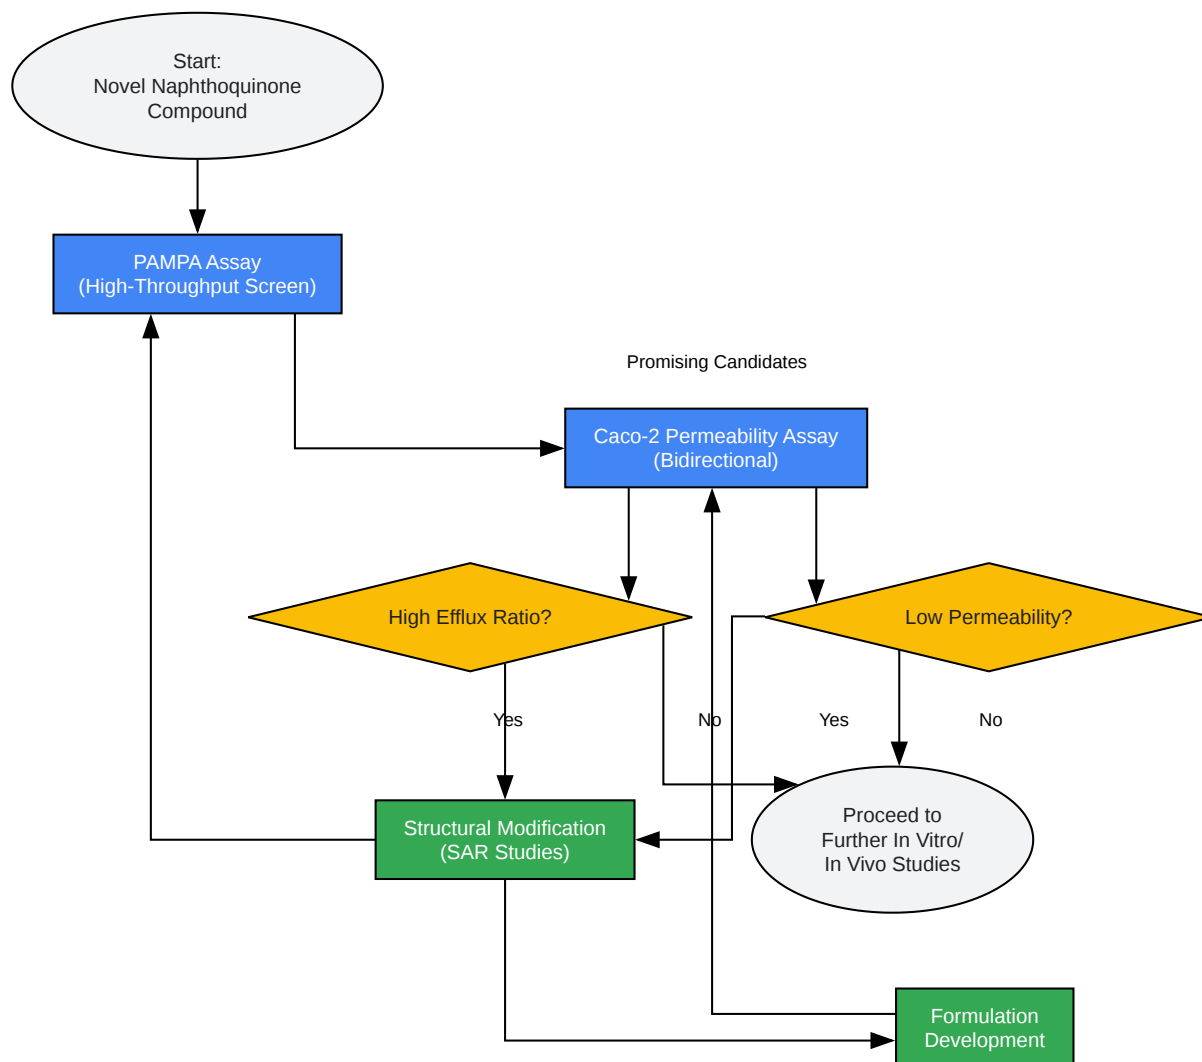 Start:
Novel Naphthoquinone
Compound
PAMPA Assay
(High-Throughput Screen)
Promising Candidates
Caco-2 Permeability Assay
(Bidirectional)
High Efflux Ratio?
Low Permeability?
Yes
No
Yes
No
Structural Modification
(SAR Studies)
Proceed to
Further In Vitro/
In Vivo Studies
Formulation
Development